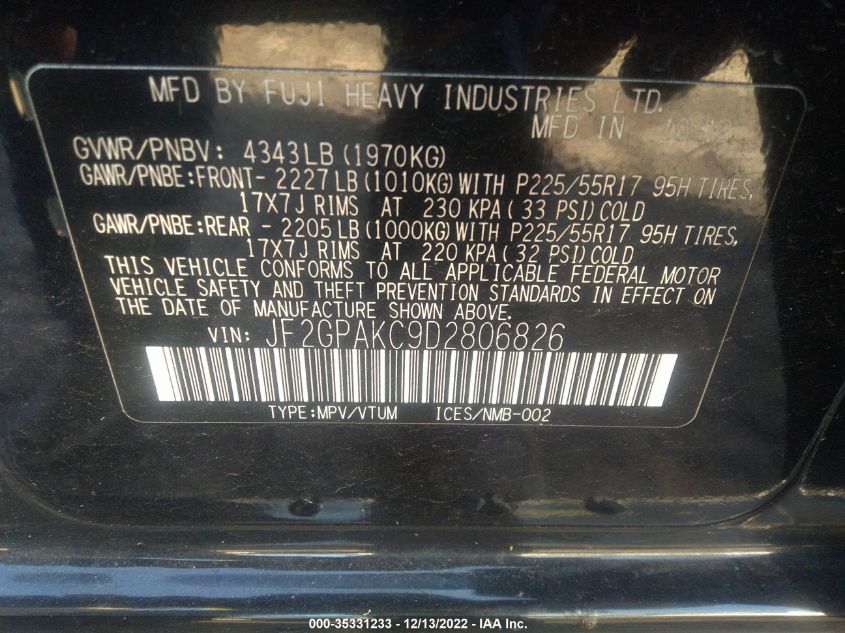 MFD BY FUJI HEAVY INDUSTRIES LTD.
MFD IN 10/12
GVWR/PNBV: 4343LB (1970KG)
GAWR/PNBE:FRONT- 2227LB (1010KG) WITH P225/55R17 95H TIRES,
17X7J RIMS AT 230 KPA( 33 PSI)COLD
GAWR/PNBE:REAR - 2205LB (1000KG) WITH P225/55R17 95H TIRES,
17X7J RIMS AT 220 KPA( 32 PSI)COLD
THIS VEHICLE CONFORMS TO ALL APPLICABLE FEDERAL MOTOR
VEHICLE SAFETY AND THEFT PREVENTION STANDARDS IN EFFECT ON
THE DATE OF MANUFACTURE SHOWN ABOVE.
VIN: JF2GPAKC9D2806826
TYPE:MPV/VTUM ICES/NMB-002
000-35331233 - 12/13/2022 - IAA Inc.